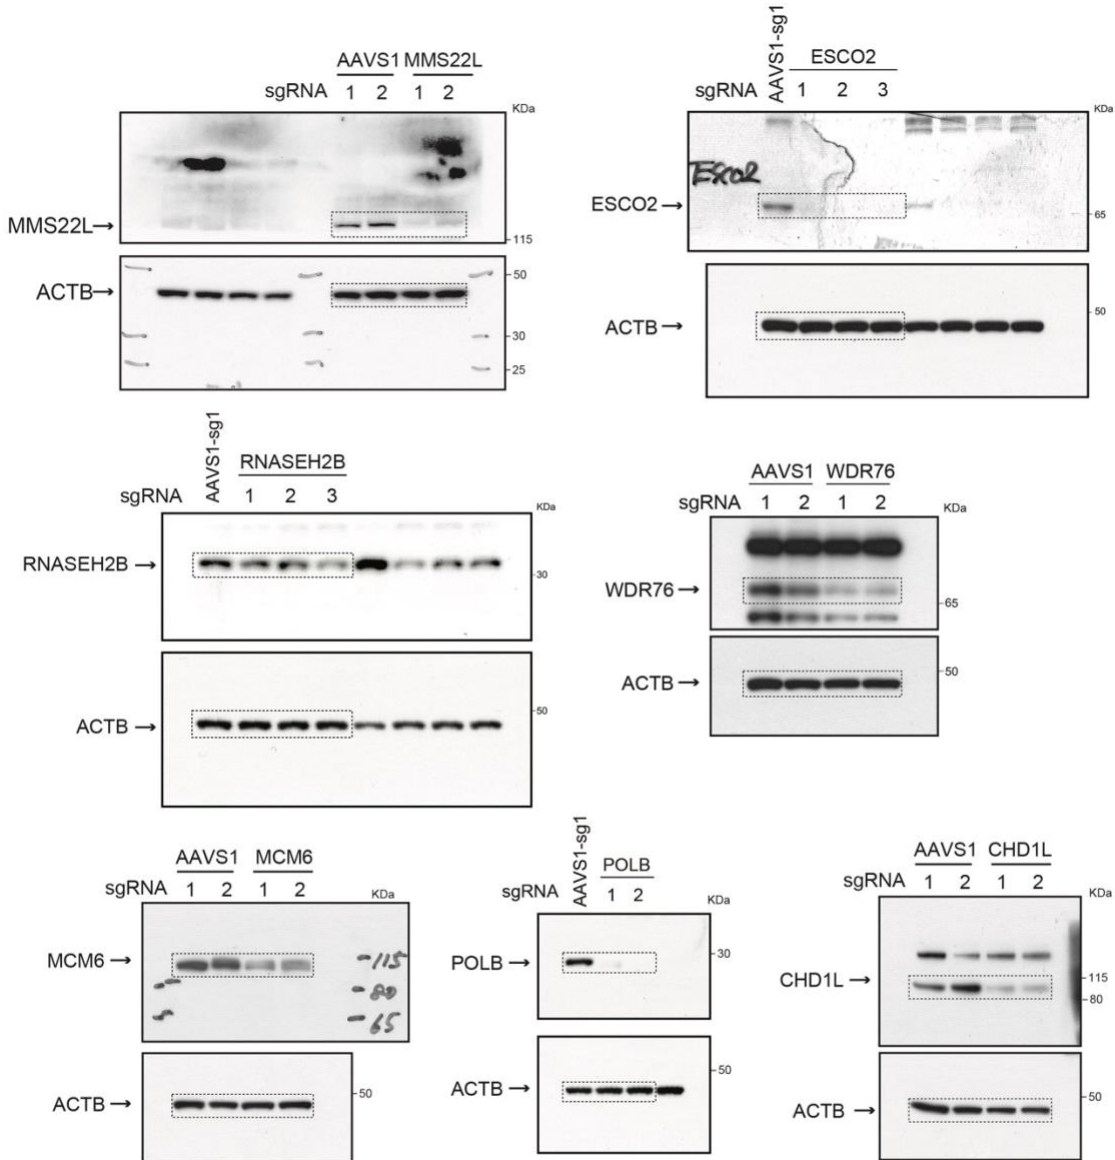 AAVS1 MMS22L
sgRNA 1 2 1 2
KDa
MMS22L→
115
ACTB→
50
30
25
AAVS1-sg1
ESCO2
sgRNA 1 2 3
KDa
ESCO2
ESCO2 →
65
ACTB →
50
AAVS1-sg1
RNASEH2B
sgRNA 1 2 3
KDa
RNASEH2B →
30
ACTB →
50
AAVS1 WDR76
sgRNA 1 2 1 2
KDa
WDR76→
65
ACTB →
50
AAVS1 MCM6
sgRNA 1 2 1 2
KDa
MCM6 →
115
80
65
ACTB →
50
AAVS1-sg1
POLB
sgRNA 1 2
KDa
POLB →
30
ACTB →
50
AAVS1 CHD1L
sgRNA 1 2 1 2
KDa
CHD1L →
115
80
ACTB →
50